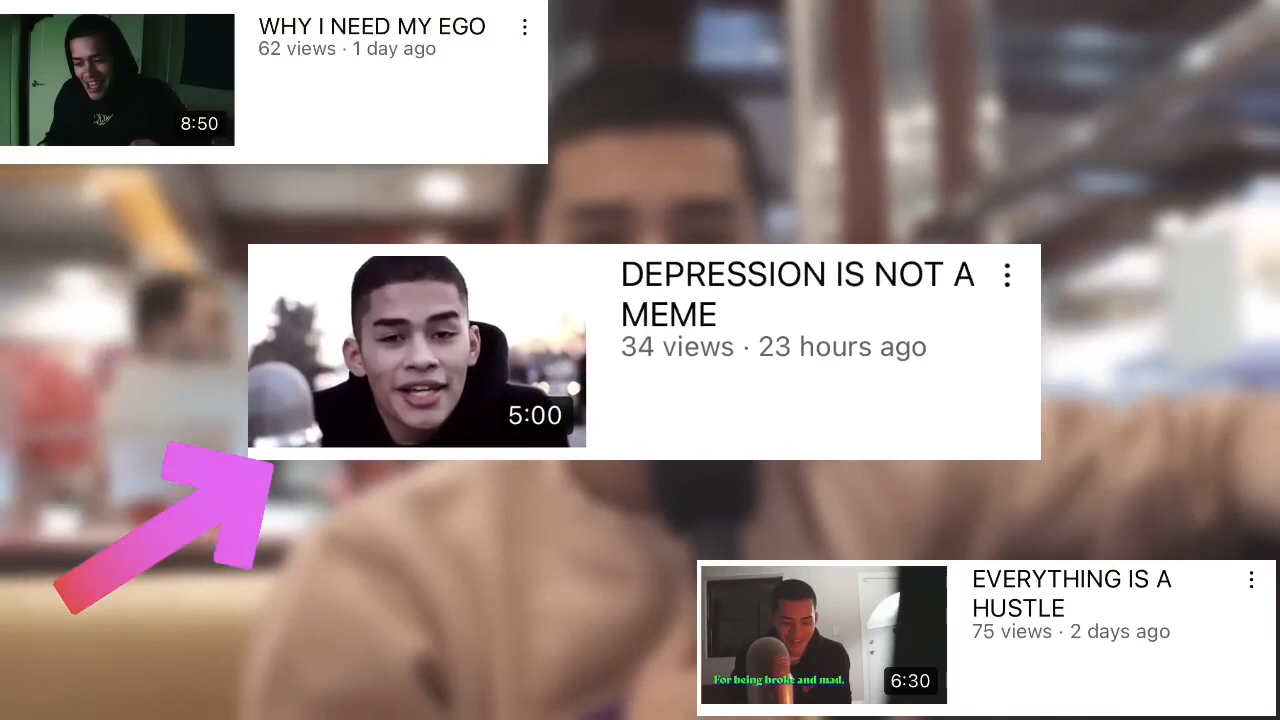 WHY I NEED MY EGO
62 views · 1 day ago
8:50
DEPRESSION IS NOT A
MEME
34 views · 23 hours ago
5:00
EVERYTHING IS A
HUSTLE
75 views · 2 days ago
For being broke and mad.
6:30